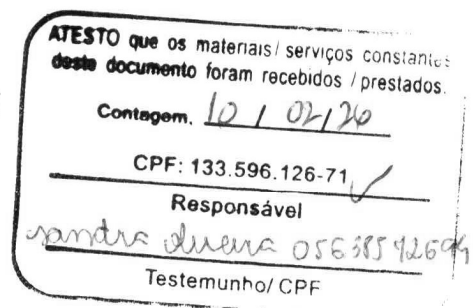 ATESTO que os materiais/ serviços constantes
deste documento foram recebidos / prestados.
Contagem, 10 / 02/26
CPF: 133.596.126-71
Responsável
sandra
Testemunho/ CPF